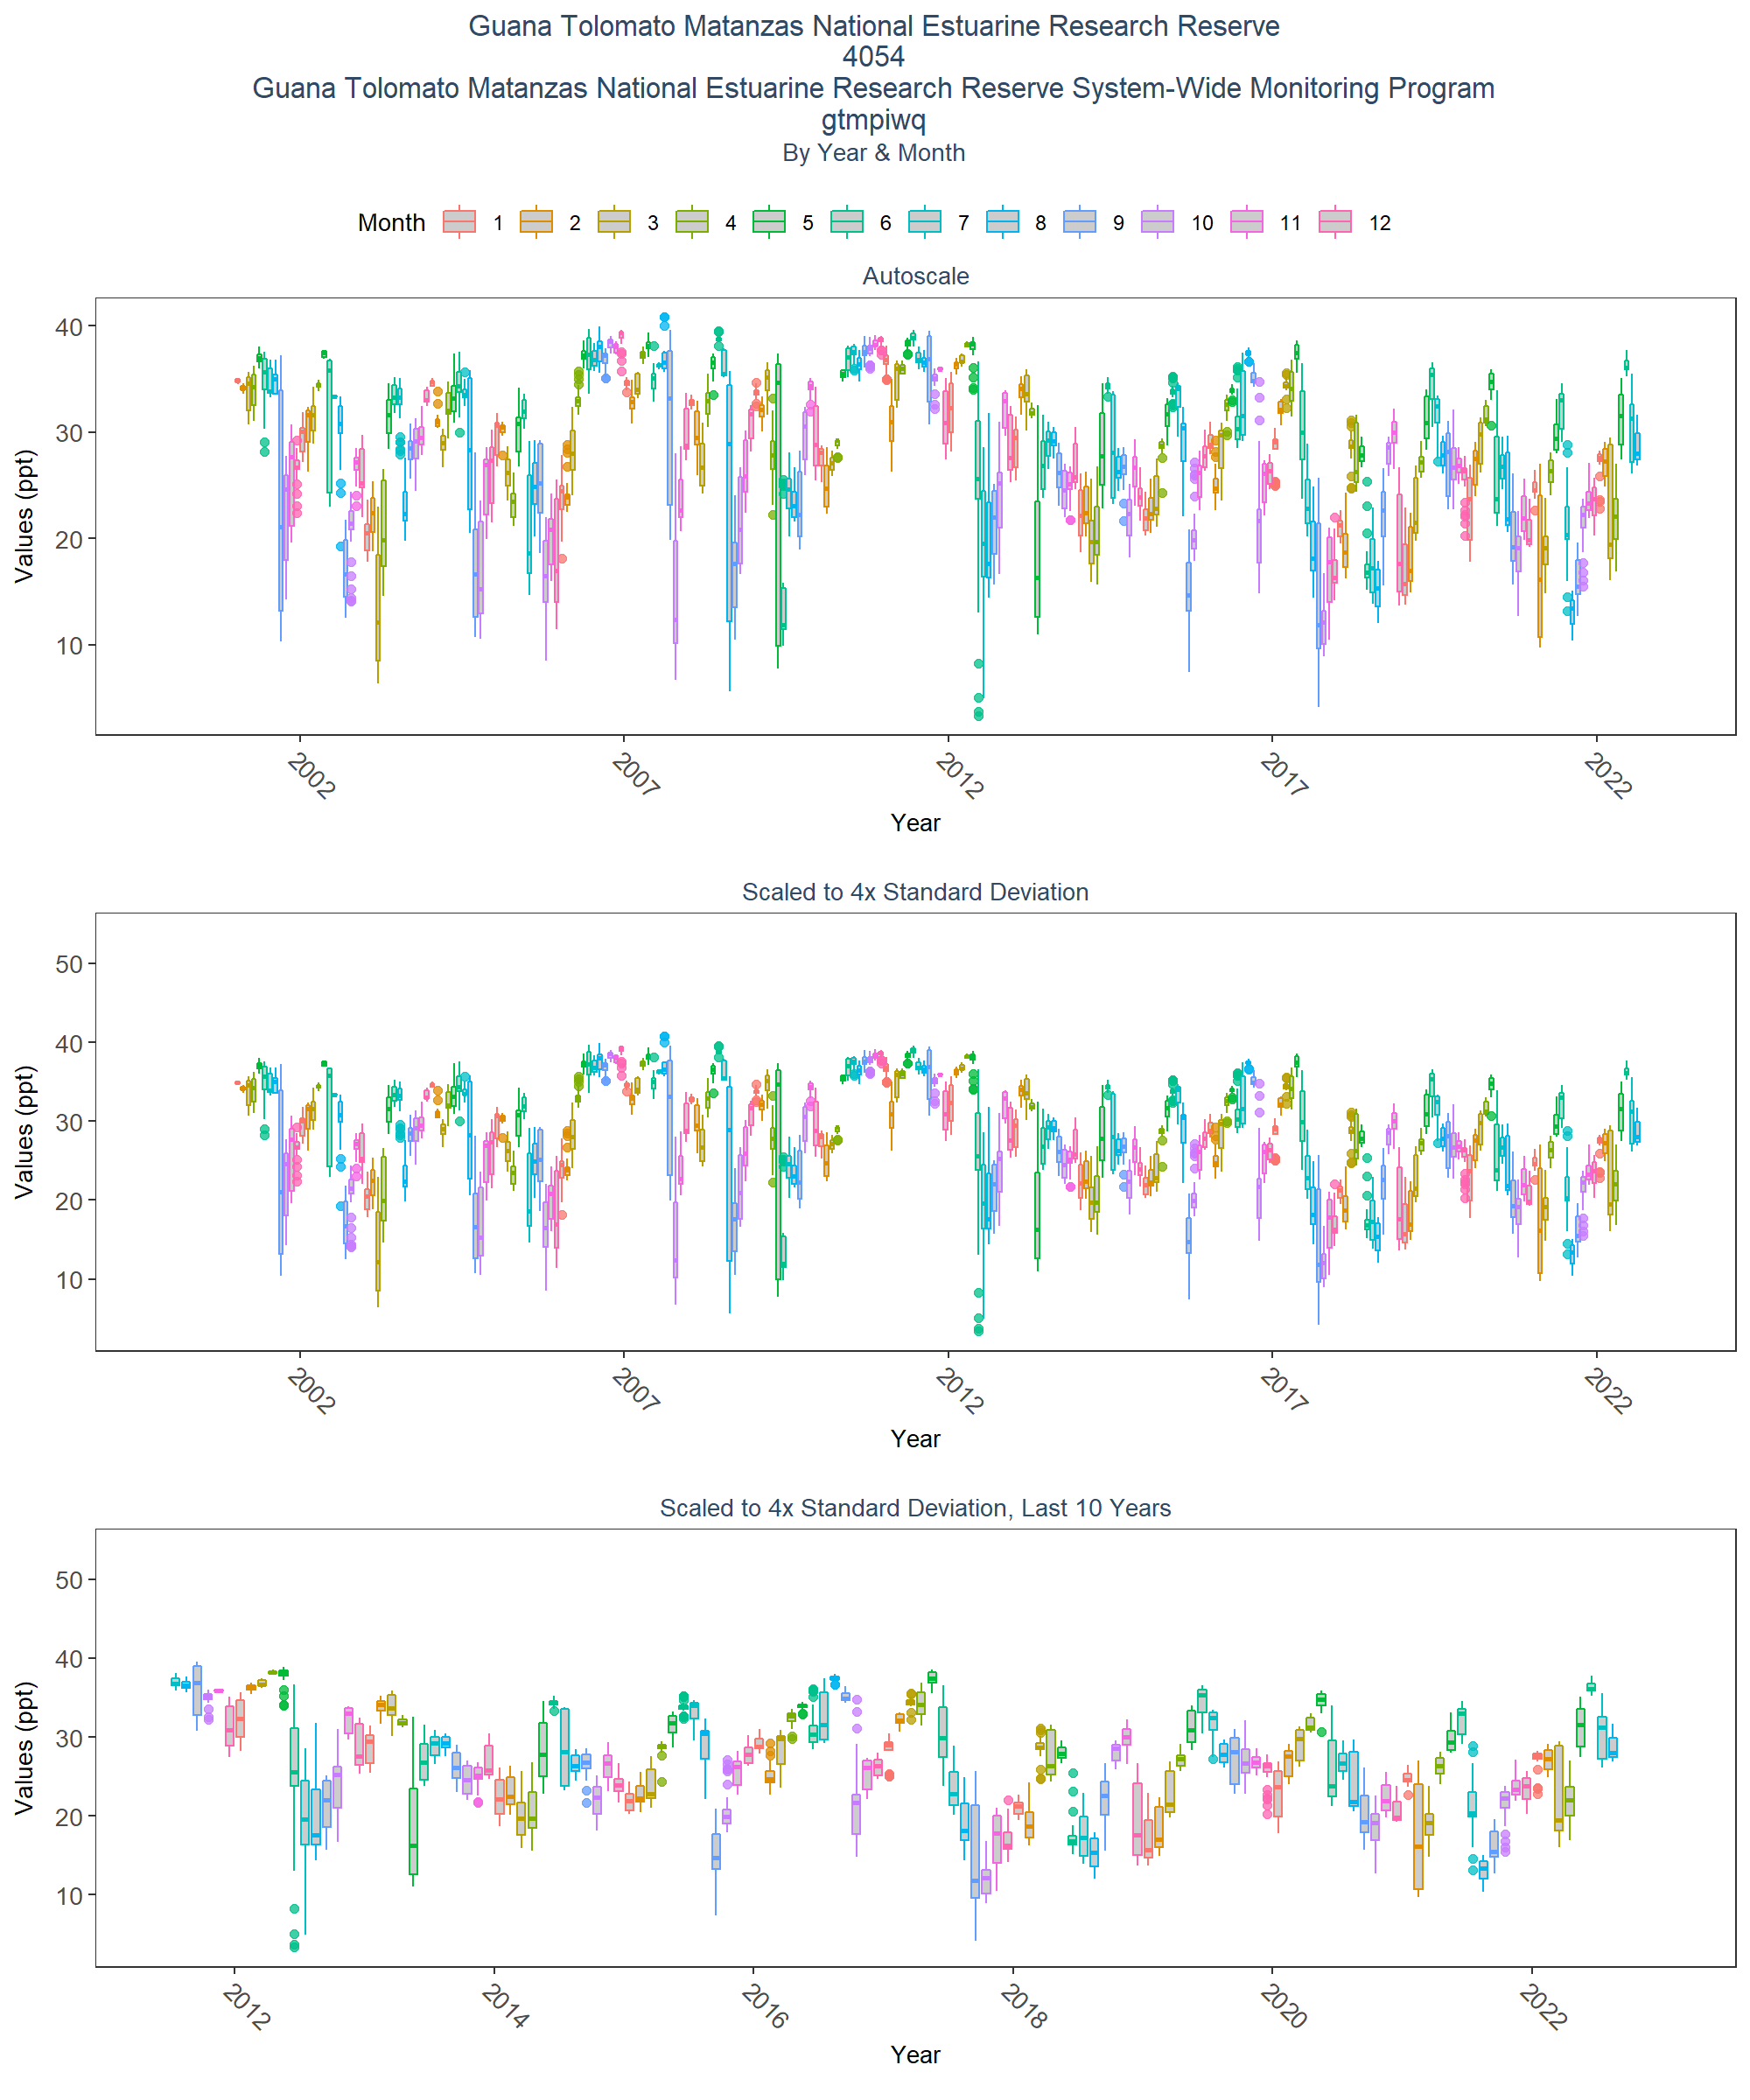 Guana Tolomato Matanzas National Estuarine Research Reserve
4054
Guana Tolomato Matanzas National Estuarine Research Reserve System-Wide Monitoring Program
gtmpiwq
By Year & Month
Month 1 2 3 4 5 6 7 8 9 10 11 12
Autoscale
Values (ppt)
40
30
20
10
2002 2007 2012 2017 2022
Year
Scaled to 4x Standard Deviation
Values (ppt)
50
40
30
20
10
2002 2007 2012 2017 2022
Year
Scaled to 4x Standard Deviation, Last 10 Years
Values (ppt)
50
40
30
20
10
2012 2014 2016 2018 2020 2022
Year